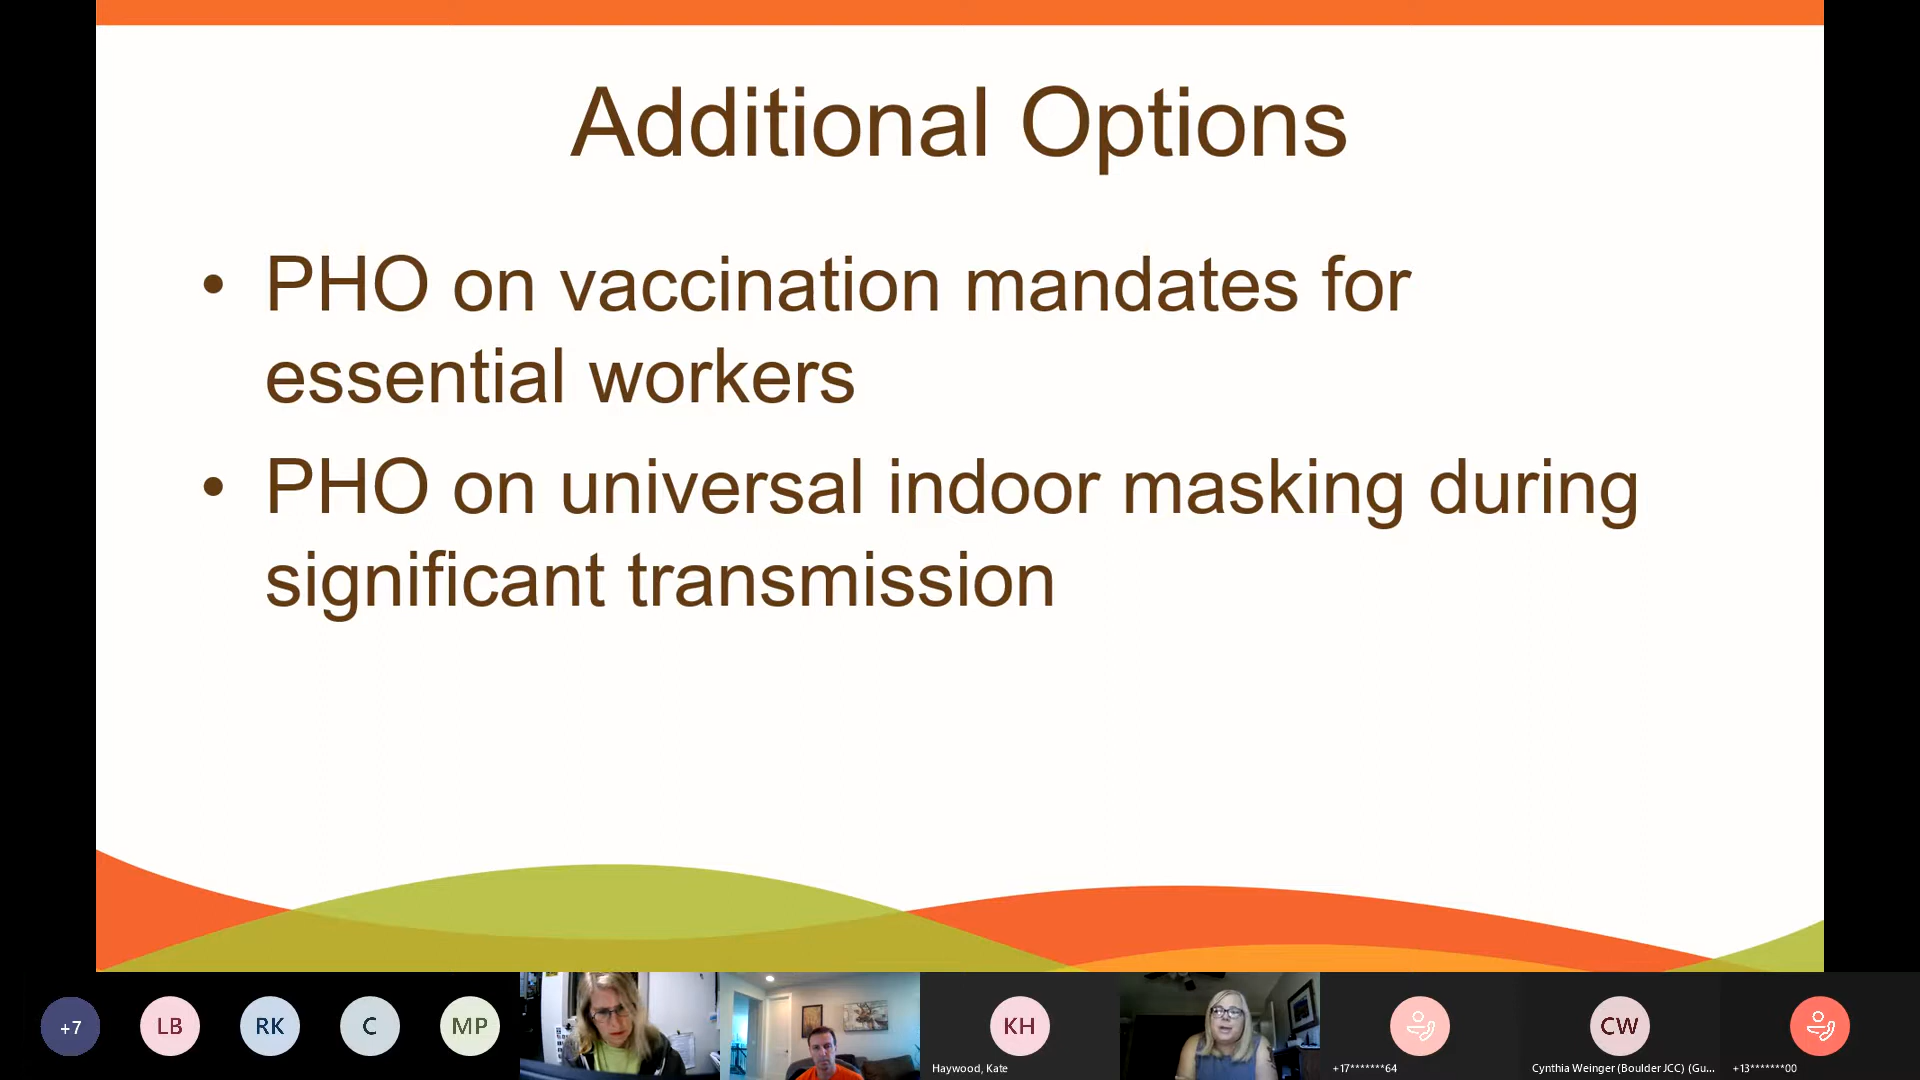 Additional Options
• PHO on vaccination mandates for
essential workers
• PHO on universal indoor masking during
significant transmission
+7
LB
RK
C
MP
KH
CW
Haywood, Kate
+17*******64
Cynthia Weinger (Boulder JCC) (Gu...
+13*******00